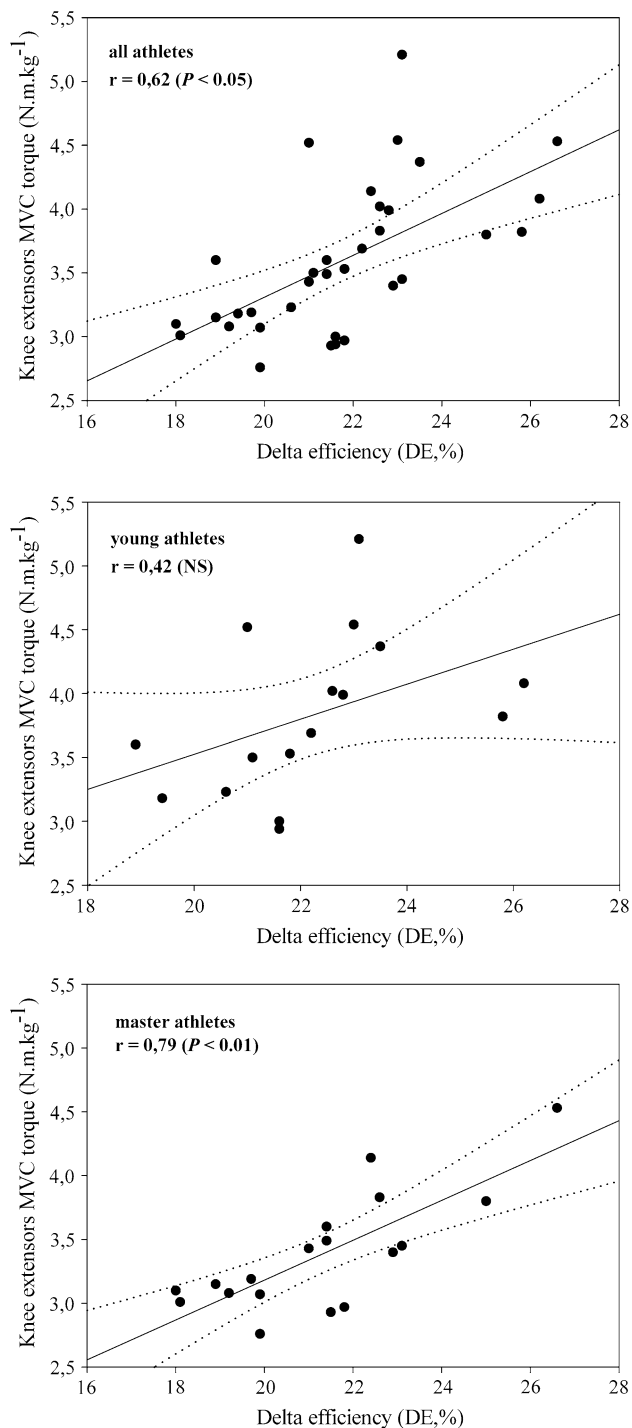 all athletes
r = 0,62 (P < 0.05)
Knee extensors MVC torque (N.m.kg-1)
5,5
5,0
4,5
4,0
3,5
3,0
2,5
16 18 20 22 24 26 28
Delta efficiency (DE,%)
young athletes
r = 0,42 (NS)
Knee extensors MVC torque (N.m.kg-1)
5,5
5,0
4,5
4,0
3,5
3,0
2,5
18 20 22 24 26 28
Delta efficiency (DE,%)
master athletes
r = 0,79 (P < 0.01)
Knee extensors MVC torque (N.m.kg-1)
5,5
5,0
4,5
4,0
3,5
3,0
2,5
16 18 20 22 24 26 28
Delta efficiency (DE,%)